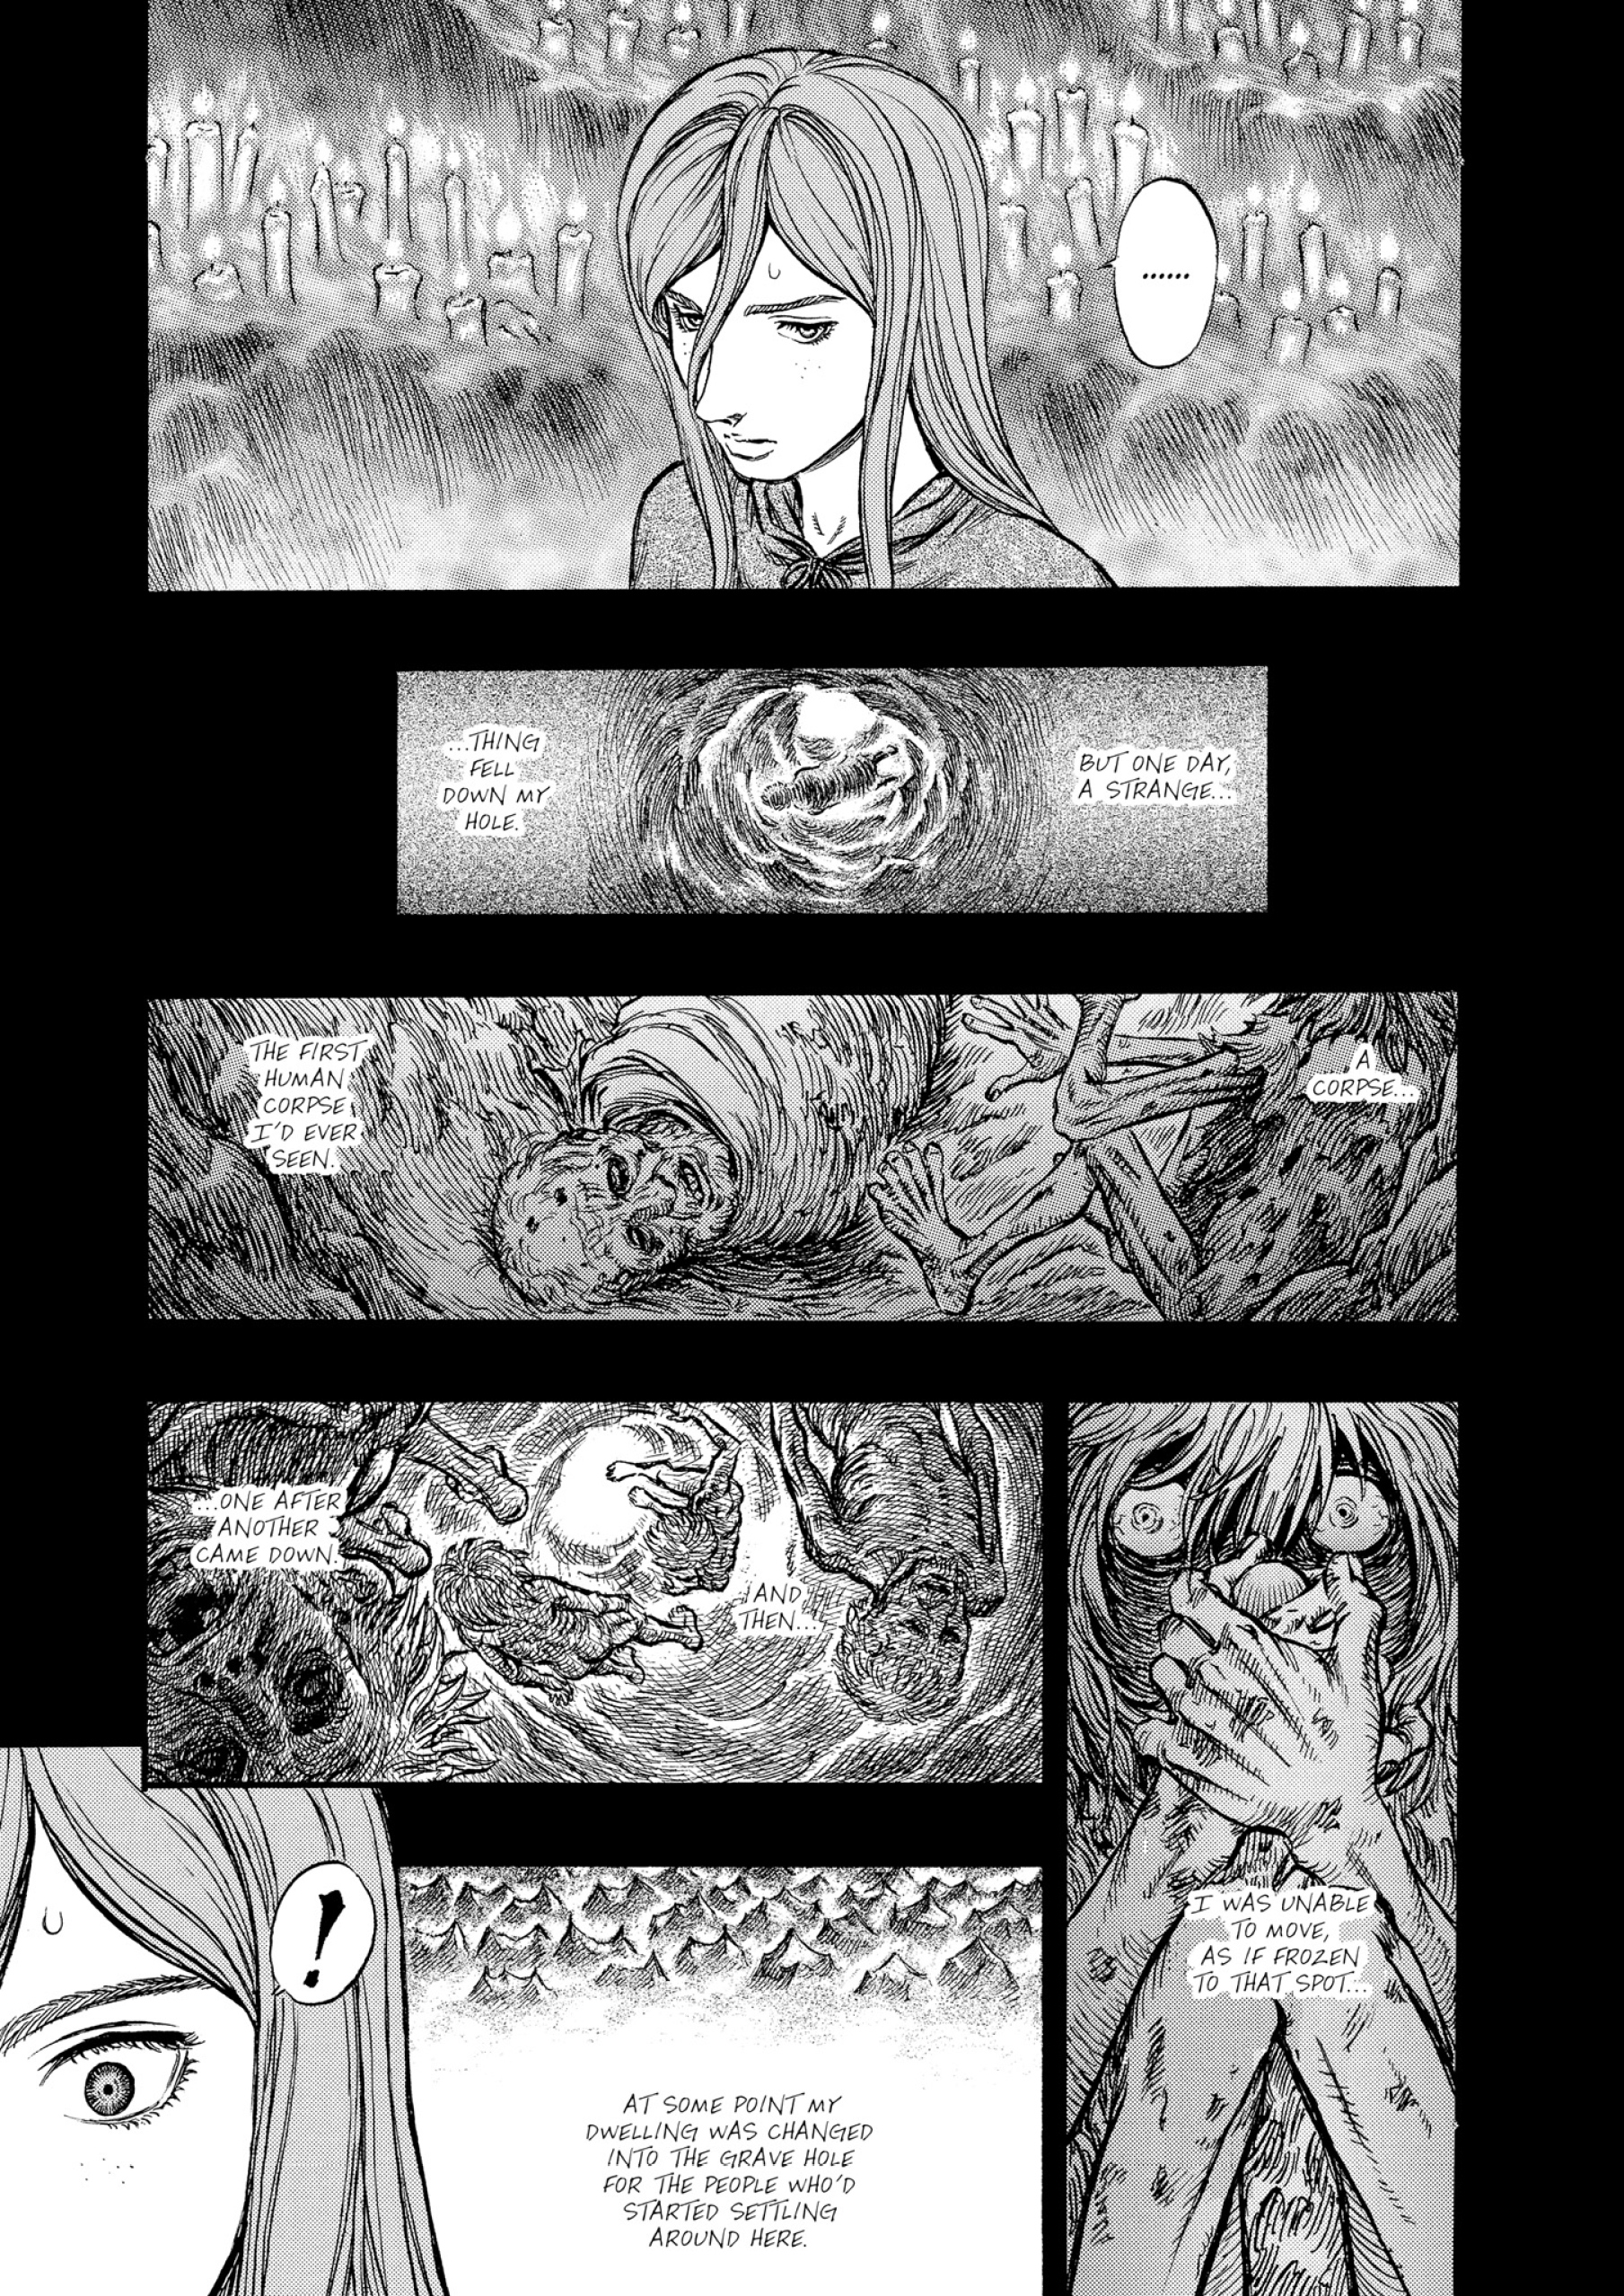 ......
BUT ONE DAY,
A STRANGE...
...THING
FELL
DOWN MY
HOLE.
A
CORPSE...
THE FIRST
HUMAN
CORPSE
I'D EVER
SEEN.
I WAS UNABLE
TO MOVE,
AS IF FROZEN
TO THAT SPOT...
AND
THEN...
...ONE AFTER
ANOTHER
CAME DOWN.
AT SOME POINT MY
DWELLING WAS CHANGED
INTO THE GRAVE HOLE
FOR THE PEOPLE WHO'D
STARTED SETTLING
AROUND HERE.
!